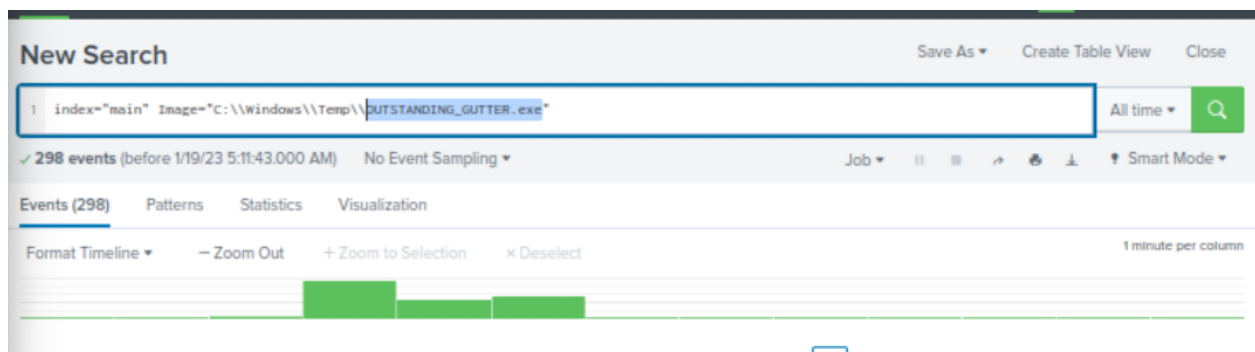 New Search
Save As Create Table View Close
1 index="main" Image="C:\\Windows\\Temp\\OUTSTANDING_GUTTER.exe"
All time
298 events (before 1/19/23 5:11:43.000 AM) No Event Sampling
Job Smart Mode
Events (298) Patterns Statistics Visualization
Format Timeline — Zoom Out + Zoom to Selection × Deselect
1 minute per column